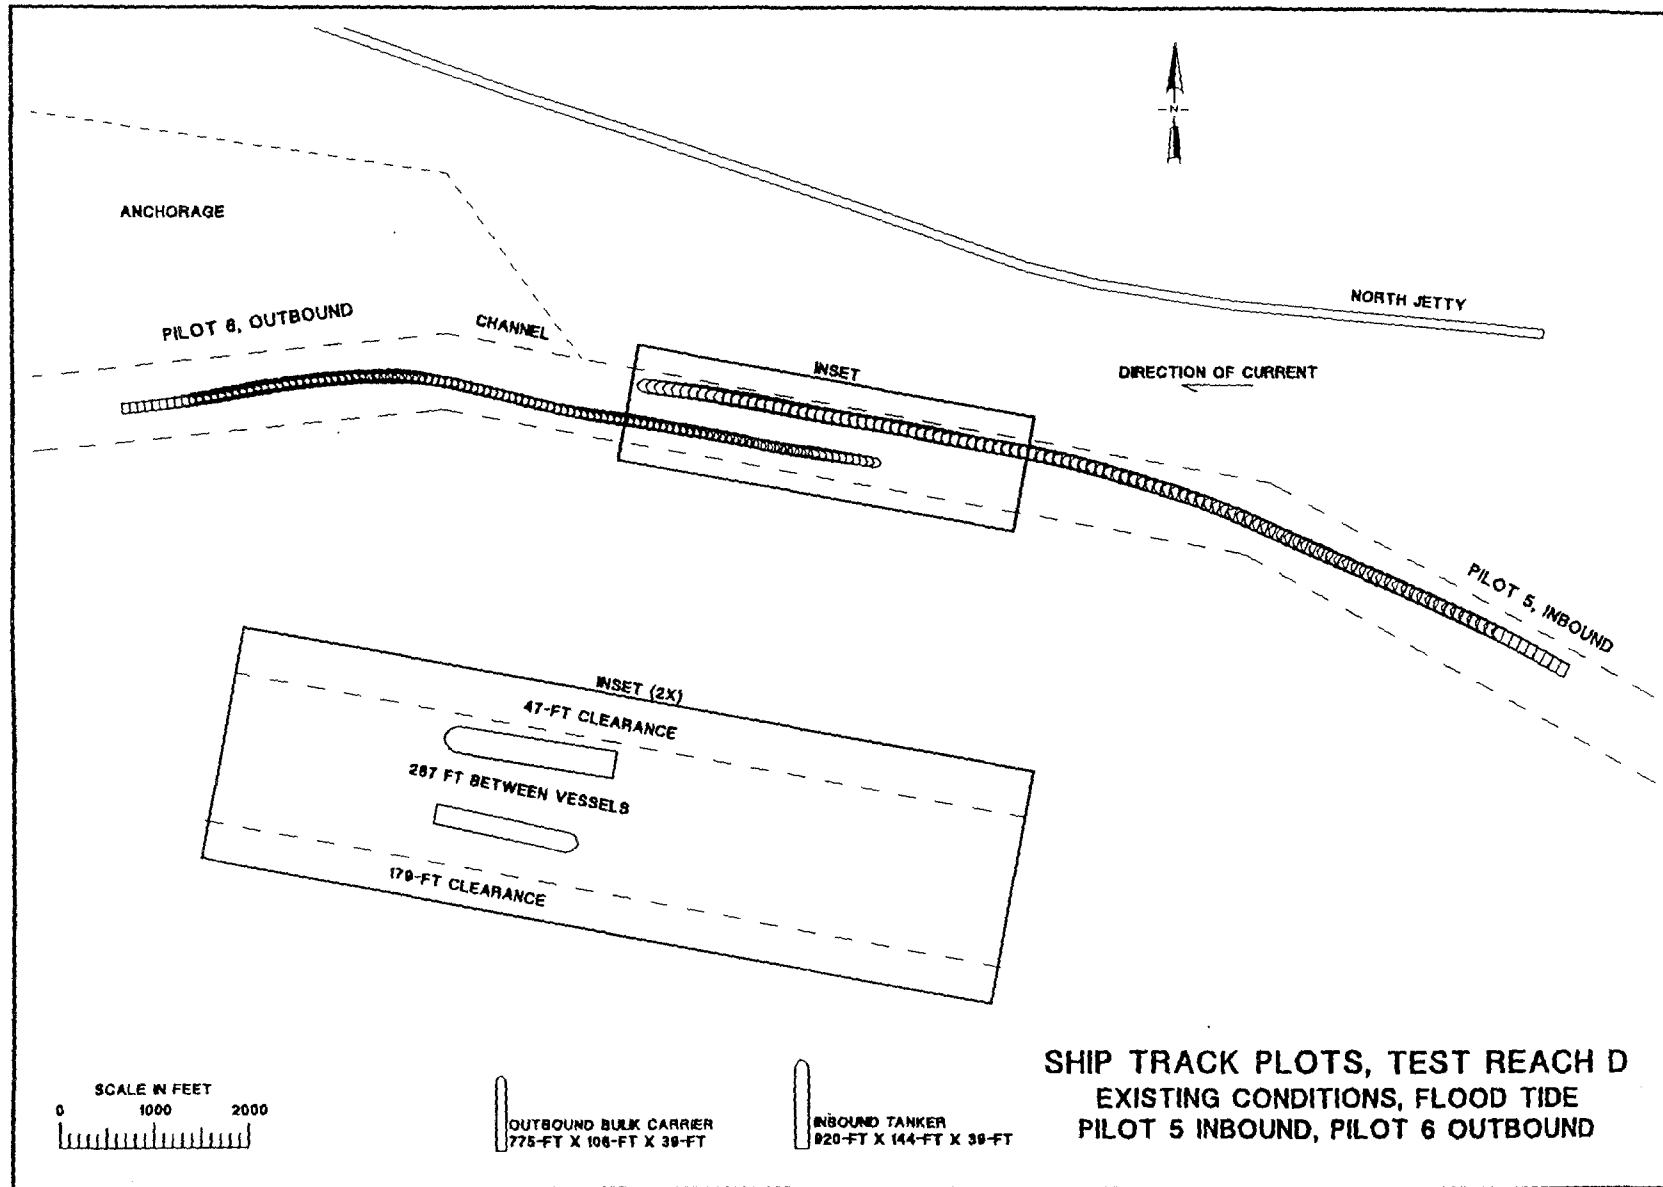 N
ANCHORAGE
NORTH JETTY
PILOT 6, OUTBOUND
CHANNEL
INSET
DIRECTION OF CURRENT
PILOT 5, INBOUND
INSET (2X)
47-FT CLEARANCE
267 FT BETWEEN VESSELS
179-FT CLEARANCE
SCALE IN FEET
0 1000 2000
OUTBOUND BULK CARRIER
775-FT X 106-FT X 39-FT
INBOUND TANKER
920-FT X 144-FT X 39-FT
SHIP TRACK PLOTS, TEST REACH D
EXISTING CONDITIONS, FLOOD TIDE
PILOT 5 INBOUND, PILOT 6 OUTBOUND